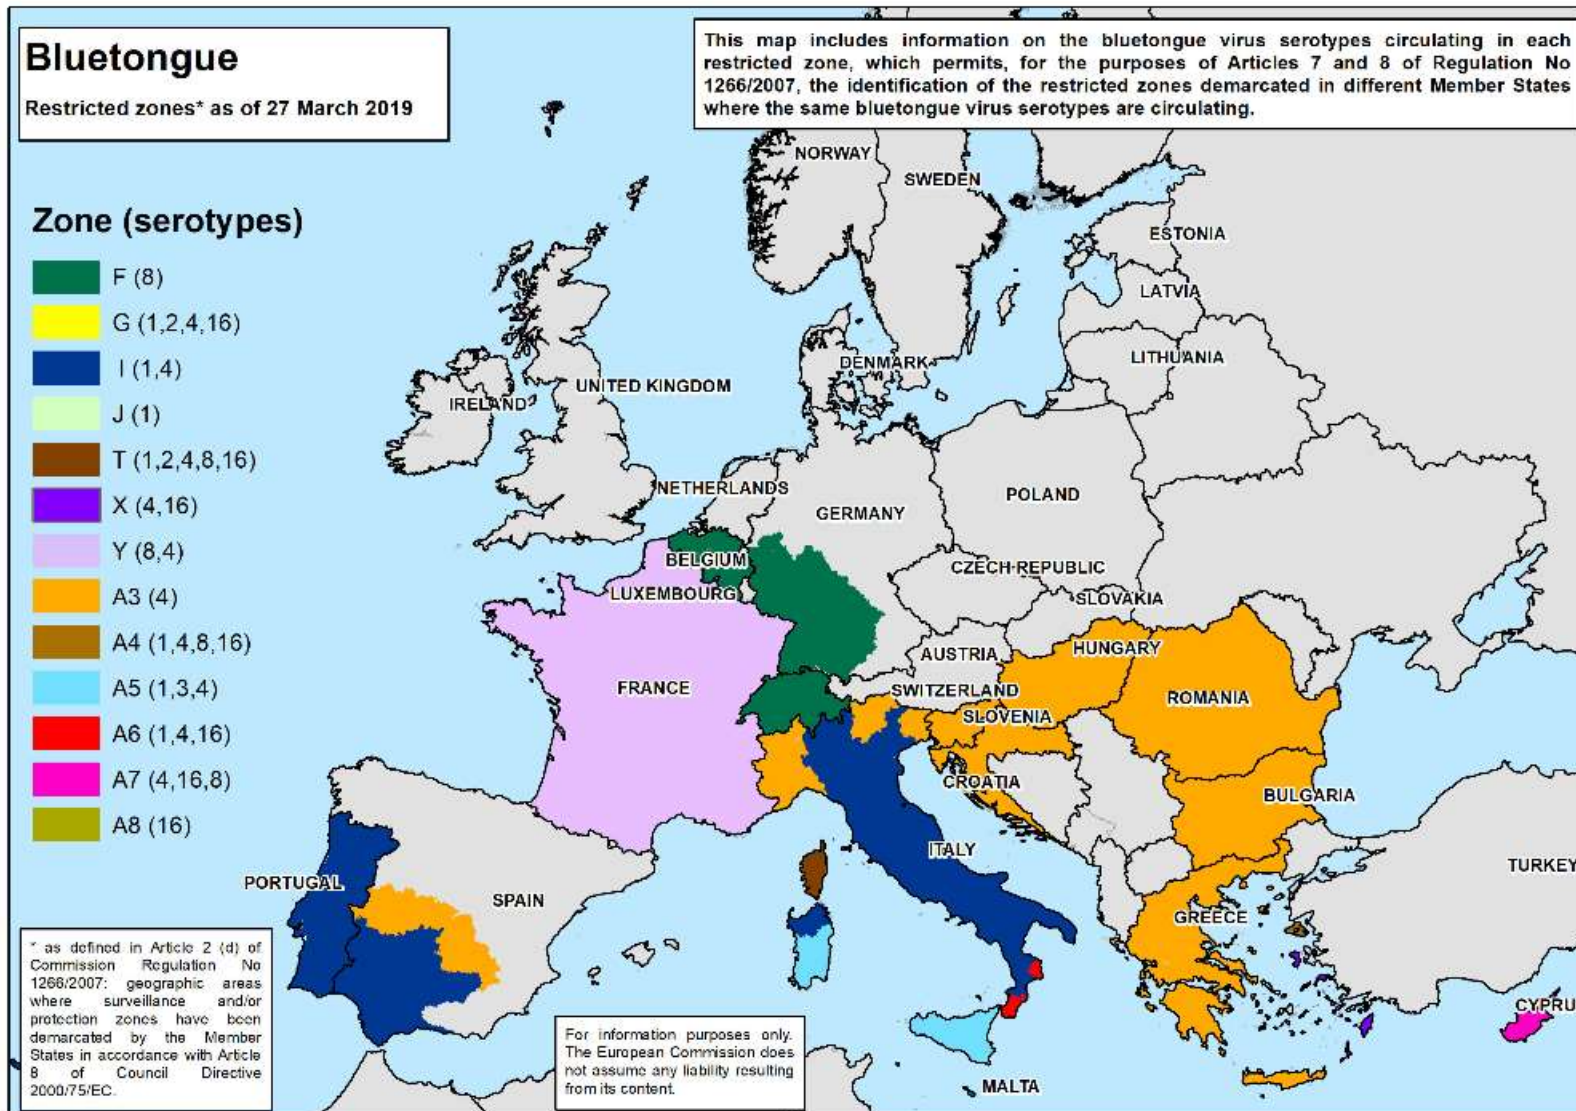 Bluetongue
Restricted zones* as of 27 March 2019
This map includes information on the bluetongue virus serotypes circulating in each
restricted zone, which permits, for the purposes of Articles 7 and 8 of Regulation No
1266/2007, the identification of the restricted zones demarcated in different Member States
where the same bluetongue virus serotypes are circulating.
Zone (serotypes)
F (8)
G (1,2,4,16)
I (1,4)
J (1)
T (1,2,4,8,16)
X (4,16)
Y (8,4)
A3 (4)
A4 (1,4,8,16)
A5 (1,3,4)
A6 (1,4,16)
A7 (4,16,8)
A8 (16)
NORWAY
SWEDEN
ESTONIA
LATVIA
LITHUANIA
DENMARK
UNITED KINGDOM
IRELAND
NETHERLANDS
POLAND
GERMANY
BELGIUM
CZECH REPUBLIC
LUXEMBOURG
SLOVAKIA
AUSTRIA
HUNGARY
FRANCE
SWITZERLAND
ROMANIA
SLOVENIA
CROATIA
BULGARIA
ITALY
TURKEY
PORTUGAL
SPAIN
GREECE
CYPRU
MALTA
* as defined in Article 2 (d) of
Commission Regulation No
1266/2007: geographic areas
where surveillance and/or
protection zones have been
demarcated by the Member
States in accordance with Article
8 of Council Directive
2000/75/EC.
For information purposes only.
The European Commission does
not assume any liability resulting
from its content.